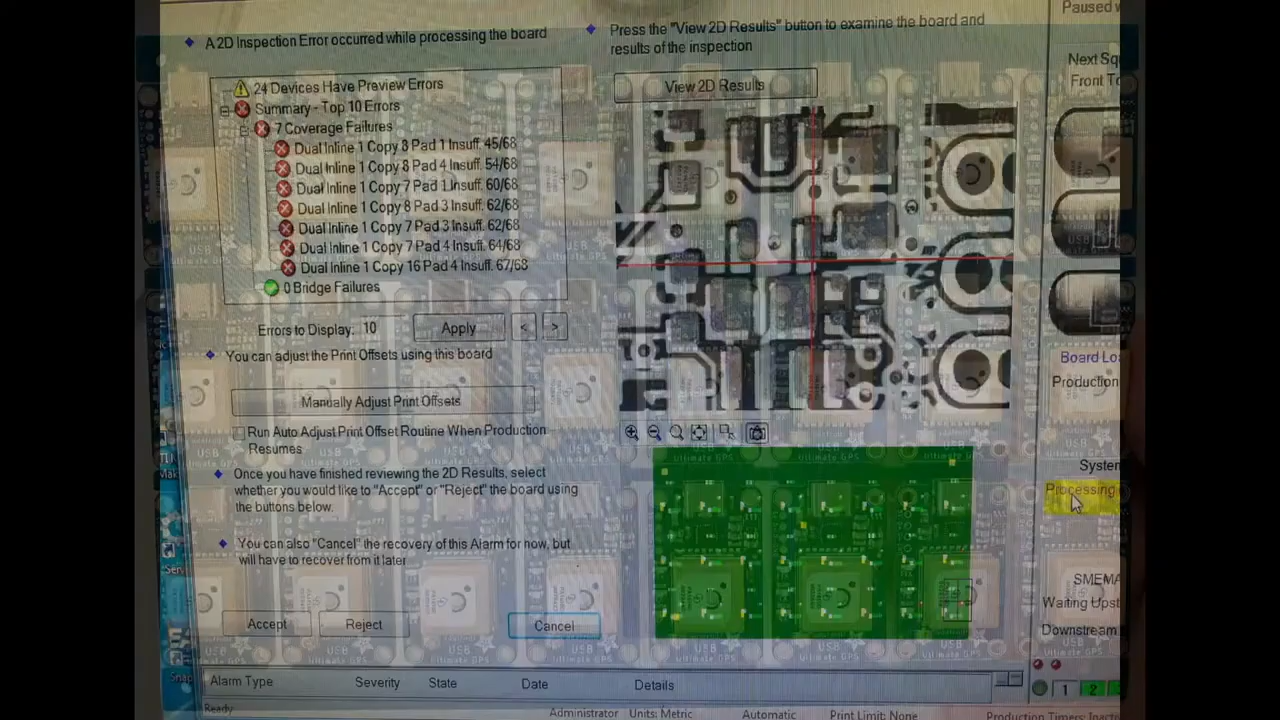 A 2D Inspection Error occurred while processing the board
24 Devices Have Preview Errors
Summary - Top 10 Errors
7 Coverage Failures
Dual Inline 1 Copy 8 Pad 1 Insuff. 45/68
Dual Inline 1 Copy 8 Pad 4 Insuff. 54/68
Dual Inline 1 Copy 7 Pad 1 Insuff. 60/68
Dual Inline 1 Copy 8 Pad 3 Insuff. 62/68
Dual Inline 1 Copy 7 Pad 3 Insuff. 62/68
Dual Inline 1 Copy 7 Pad 4 Insuff. 64/68
Dual Inline 1 Copy 16 Pad 4 Insuff. 67/68
0 Bridge Failures
Errors to Display: 10 Apply < >
You can adjust the Print Offsets using this board
Manually Adjust Print Offsets
Run Auto Adjust Print Offset Routine When Production
Resumes
Once you have finished reviewing the 2D Results, select
whether you would like to "Accept" or "Reject" the board using
the buttons below.
You can also "Cancel" the recovery of this Alarm for now, but
will have to recover from it later
Accept Reject Cancel
Press the "View 2D Results" button to examine the board and
results of the inspection
View 2D Results
Paused
Next
Front
Board
Production
Processing
SMEMA
Waiting
Downstream
USB
Ultimate GPS
Alarm Type Severity State Date Details
Ready Administrator Units: Metric Automatic Print Limit: None Production Timers:
1 2